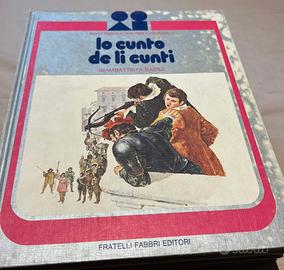 lo cunto
de li cunti
GIAMBATTISTA BASILE
FRATELLI FABBRI EDITORI